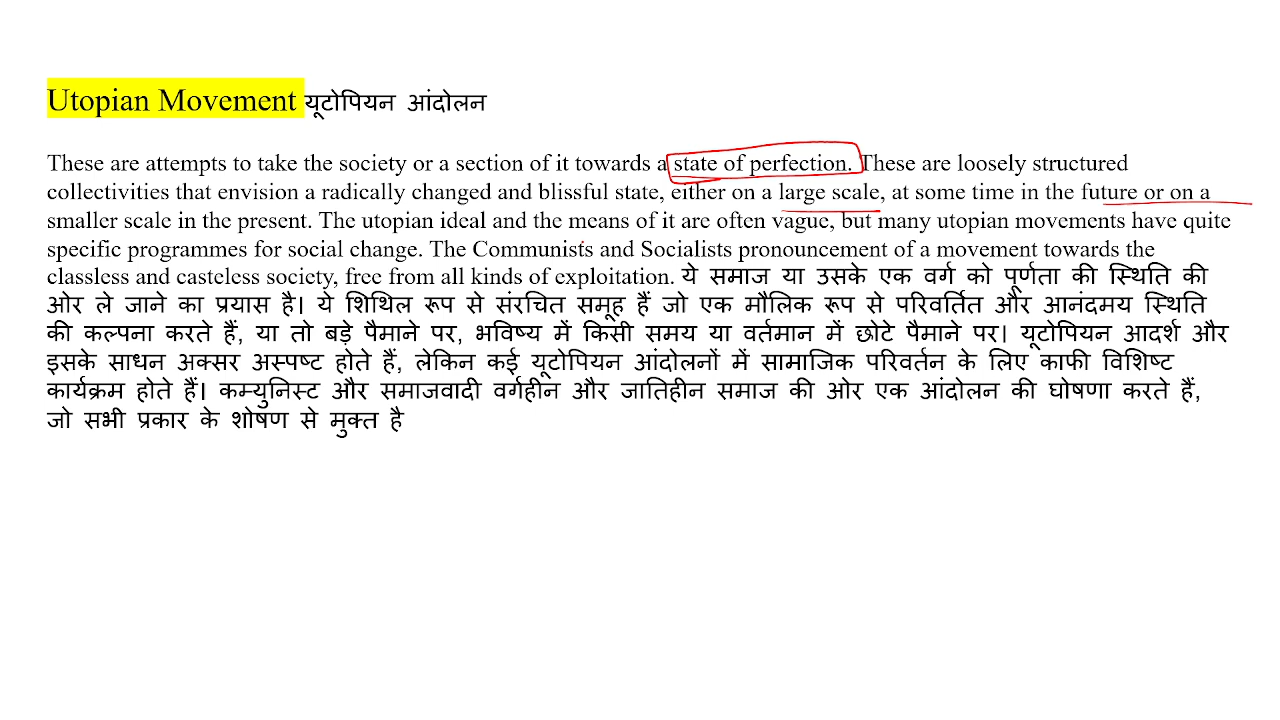 Utopian Movement यूटोपियन आंदोलन
These are attempts to take the society or a section of it towards a state of perfection. These are loosely structured
collectivities that envision a radically changed and blissful state, either on a large scale, at some time in the future or on a
smaller scale in the present. The utopian ideal and the means of it are often vague, but many utopian movements have quite
specific programmes for social change. The Communists and Socialists pronouncement of a movement towards the
classless and casteless society, free from all kinds of exploitation. ये समाज या उसके एक वर्ग को पूर्णता की स्थिति की
ओर ले जाने का प्रयास है। ये शिथिल रूप से संरचित समूह हैं जो एक मौलिक रूप से परिवर्तित और आनंदमय स्थिति
की कल्पना करते हैं, या तो बड़े पैमाने पर, भविष्य में किसी समय या वर्तमान में छोटे पैमाने पर। यूटोपियन आदर्श और
इसके साधन अक्सर अस्पष्ट होते हैं, लेकिन कई यूटोपियन आंदोलनों में सामाजिक परिवर्तन के लिए काफी विशिष्ट
कार्यक्रम होते हैं। कम्युनिस्ट और समाजवादी वर्गहीन और जातिहीन समाज की ओर एक आंदोलन की घोषणा करते हैं,
जो सभी प्रकार के शोषण से मुक्त है